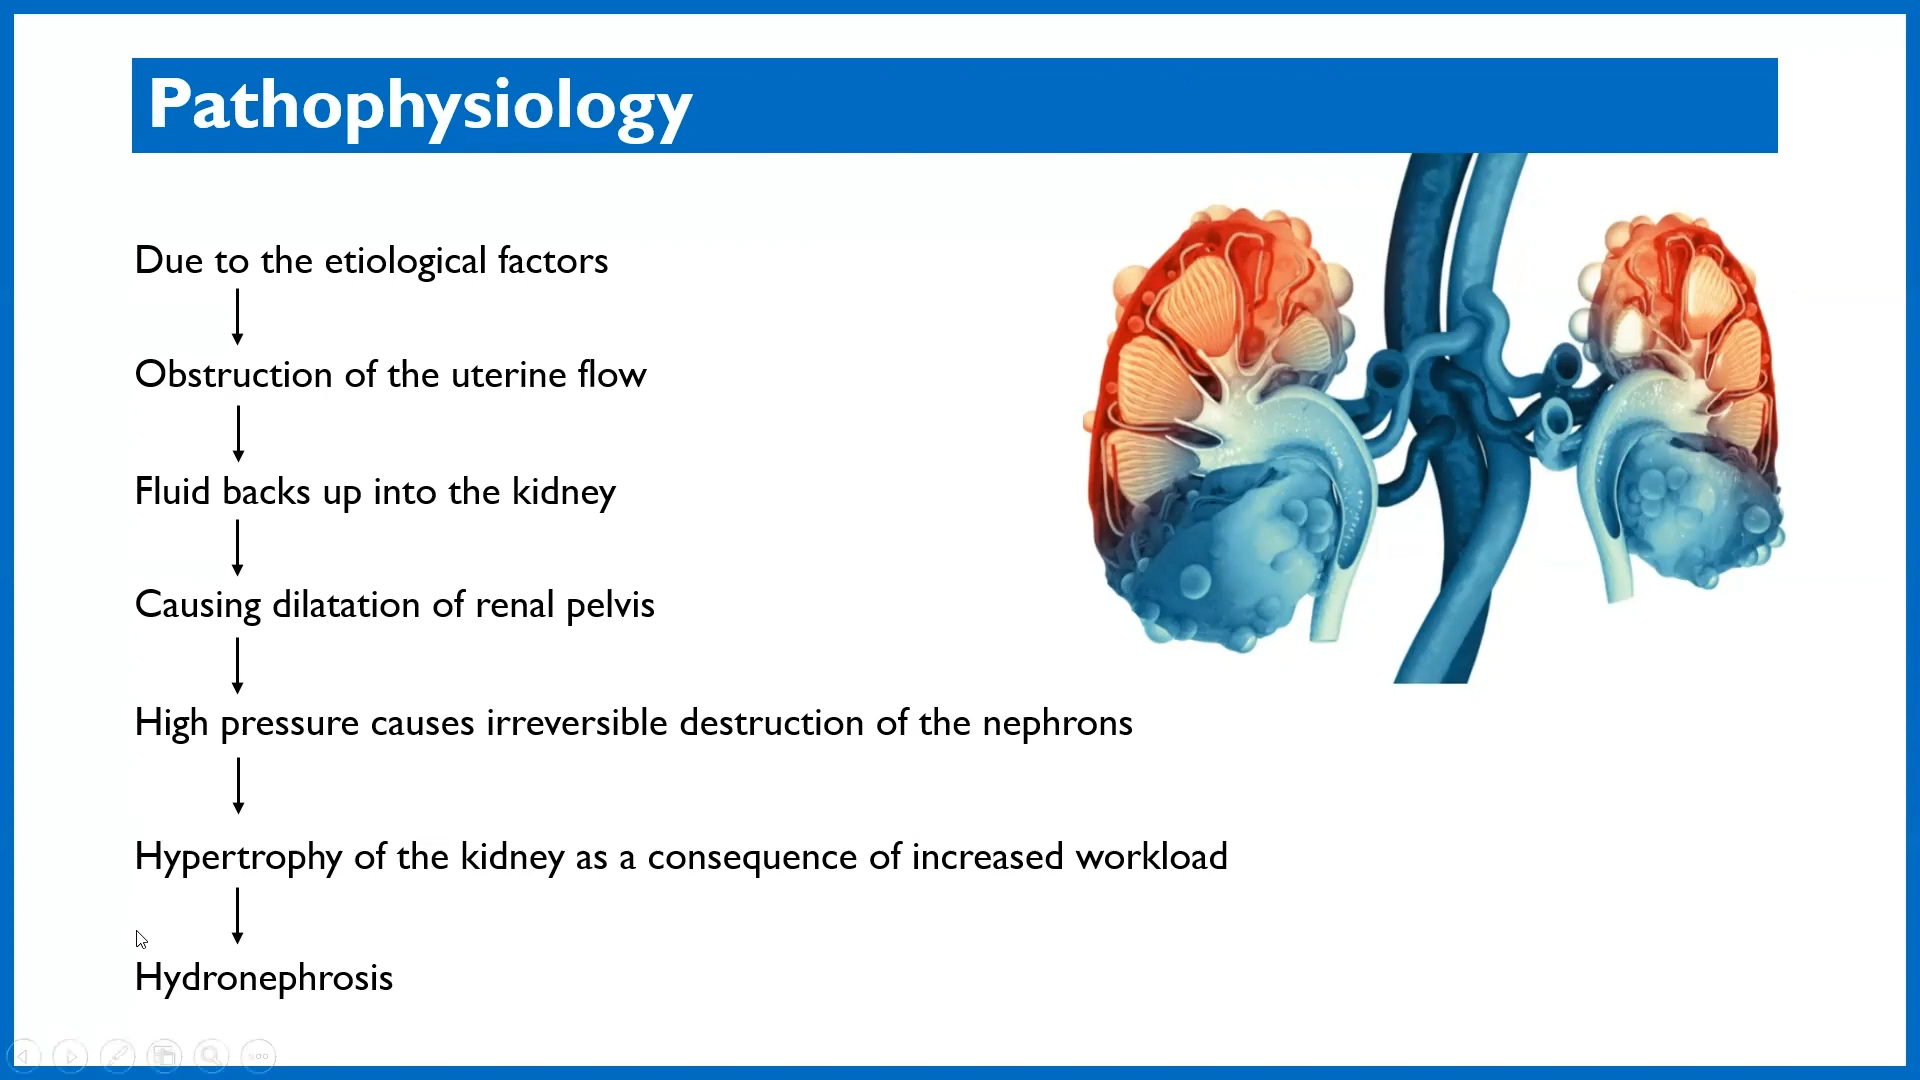 Pathophysiology
Due to the etiological factors
Obstruction of the uterine flow
Fluid backs up into the kidney
Causing dilatation of renal pelvis
High pressure causes irreversible destruction of the nephrons
Hypertrophy of the kidney as a consequence of increased workload
Hydronephrosis